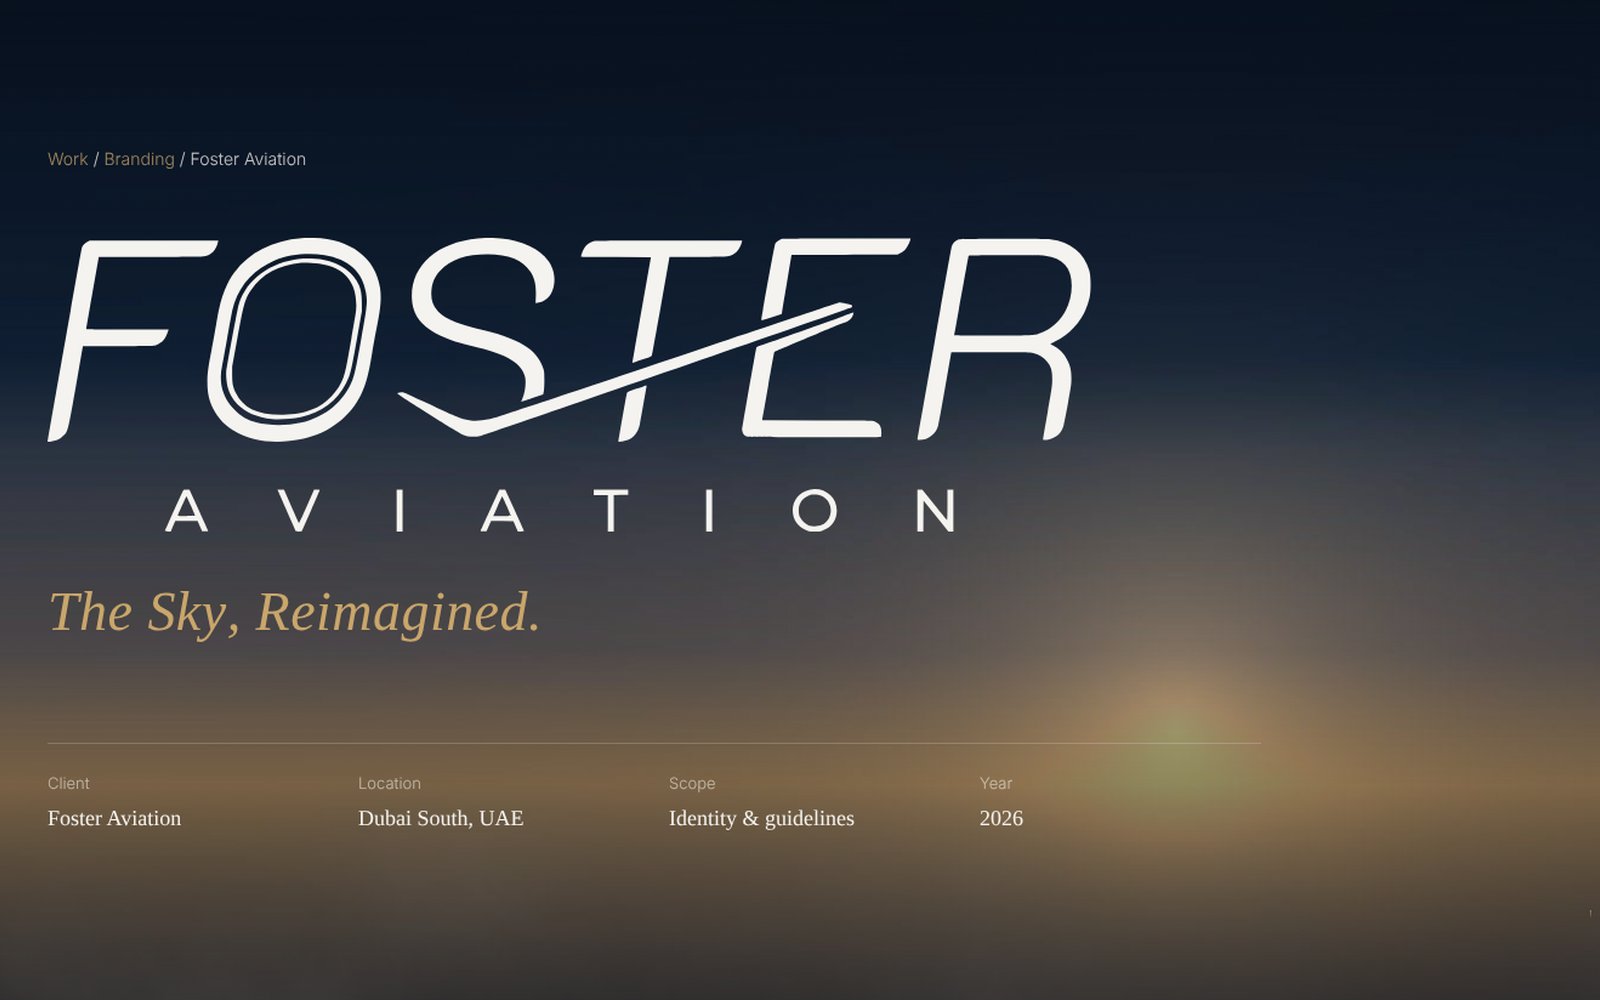 Work / Branding / Foster Aviation
FOSTER
AVIATION
The Sky, Reimagined.
Client
Foster Aviation
Location
Dubai South, UAE
Scope
Identity & guidelines
Year
2026